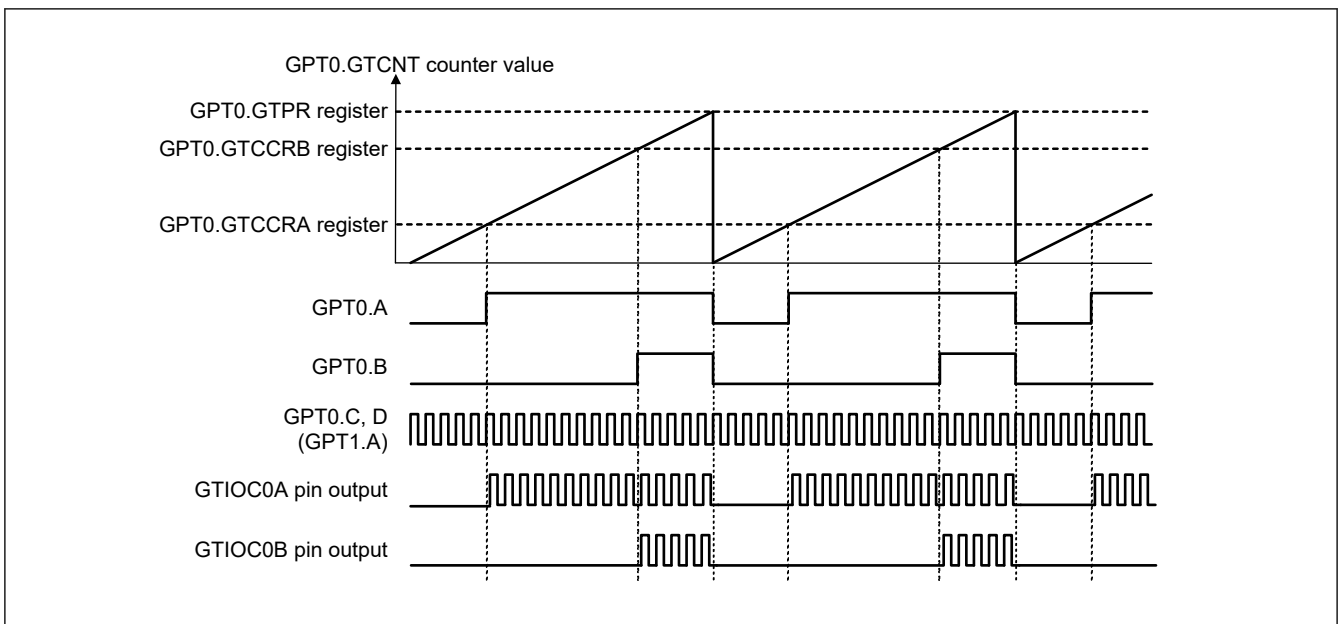 GPT0.GTCNT counter value
GPT0.GTPR register
GPT0.GTCCRB register
GPT0.GTCCRA register
GPT0.A
GPT0.B
GPT0.C, D
(GPT1.A)
GTIOC0A pin output
GTIOC0B pin output